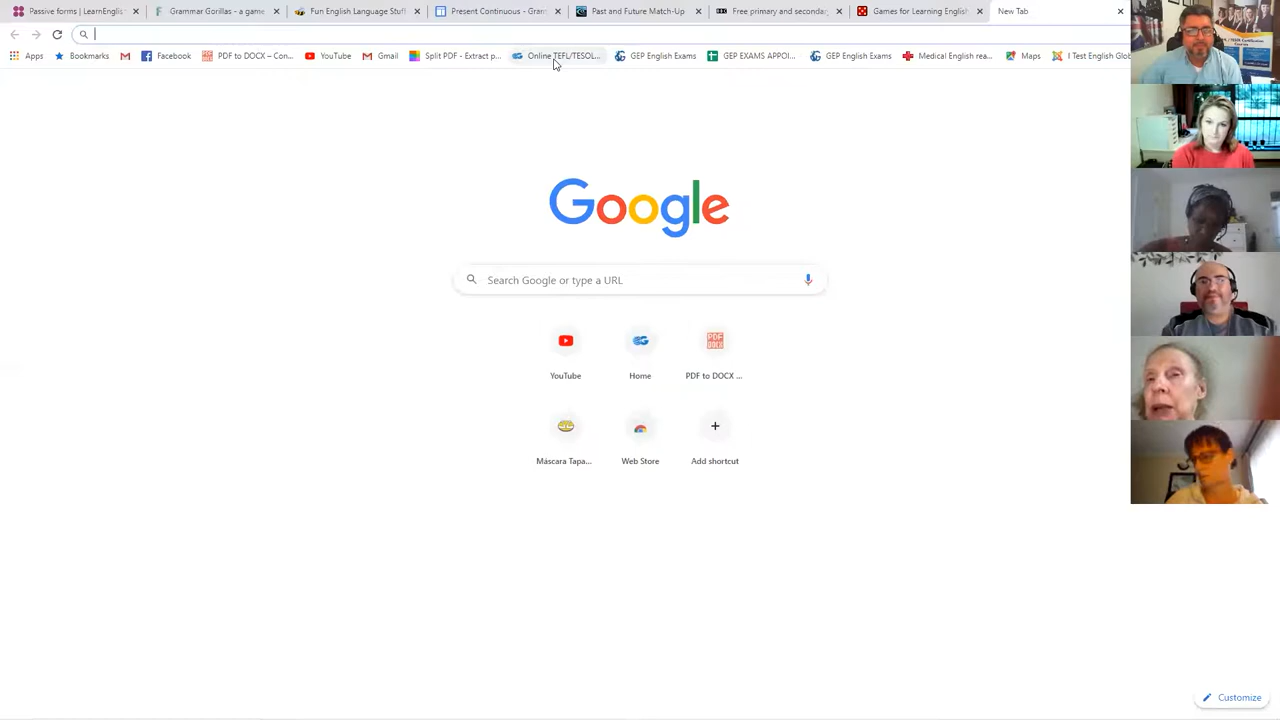 Passive forms | LearnEnglish
Grammar Gorillas - a game
Fun English Language Stuff!
Present Continuous - Gram
Past and Future Match-Up
Free primary and secondary
Games for Learning English
New Tab
Apps
Bookmarks
Facebook
PDF to DOCX – Con...
YouTube
Gmail
Split PDF - Extract p...
Online TEFL/TESOL...
GEP English Exams
GEP EXAMS APPOI...
GEP English Exams
Medical English rea...
Maps
I Test English Glob
Google
Search Google or type a URL
YouTube
Home
PDF to DOCX ...
Máscara Tapa...
Web Store
Add shortcut
Customize